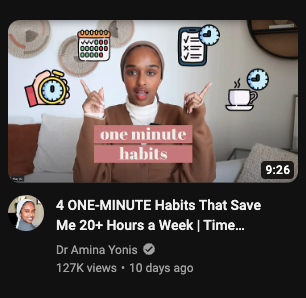 one minute
habits
9:26
4 ONE-MINUTE Habits That Save
Me 20+ Hours a Week | Time...
Dr Amina Yonis
127K views • 10 days ago